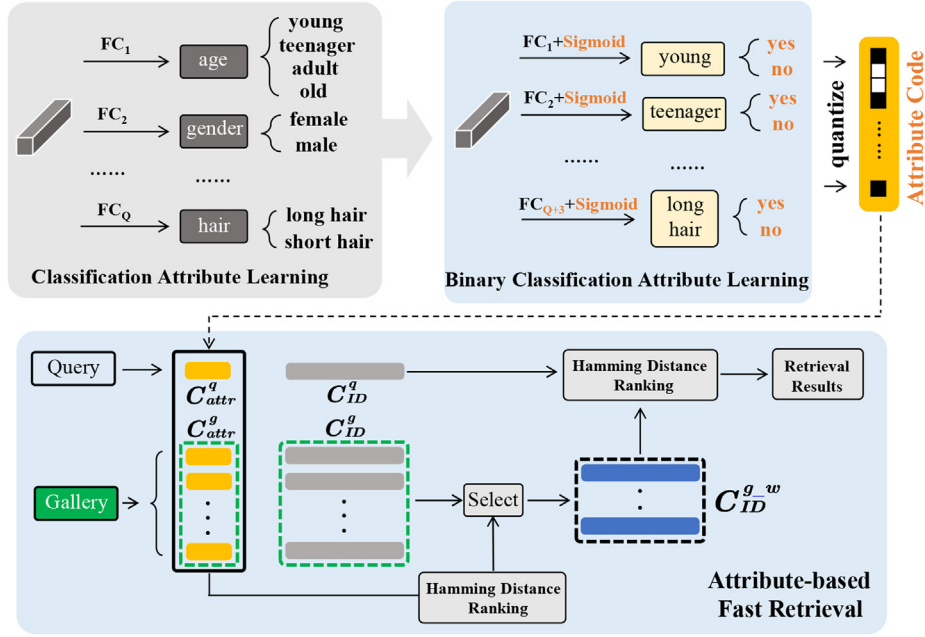 FC1
age
young
teenager
adult
old
FC2
gender
female
male
......
......
FCQ
hair
long hair
short hair
Classification Attribute Learning
FC1+Sigmoid
young
yes
no
FC2+Sigmoid
teenager
yes
no
......
......
FCQ+3+Sigmoid
long
hair
yes
no
Binary Classification Attribute Learning
quantize
......
Attribute Code
Query
C^q_attr
C^g_attr
Gallery
C^q_ID
C^g_ID
Select
Hamming Distance
Ranking
Hamming Distance
Ranking
Retrieval
Results
C^g_w_ID
Attribute-based
Fast Retrieval